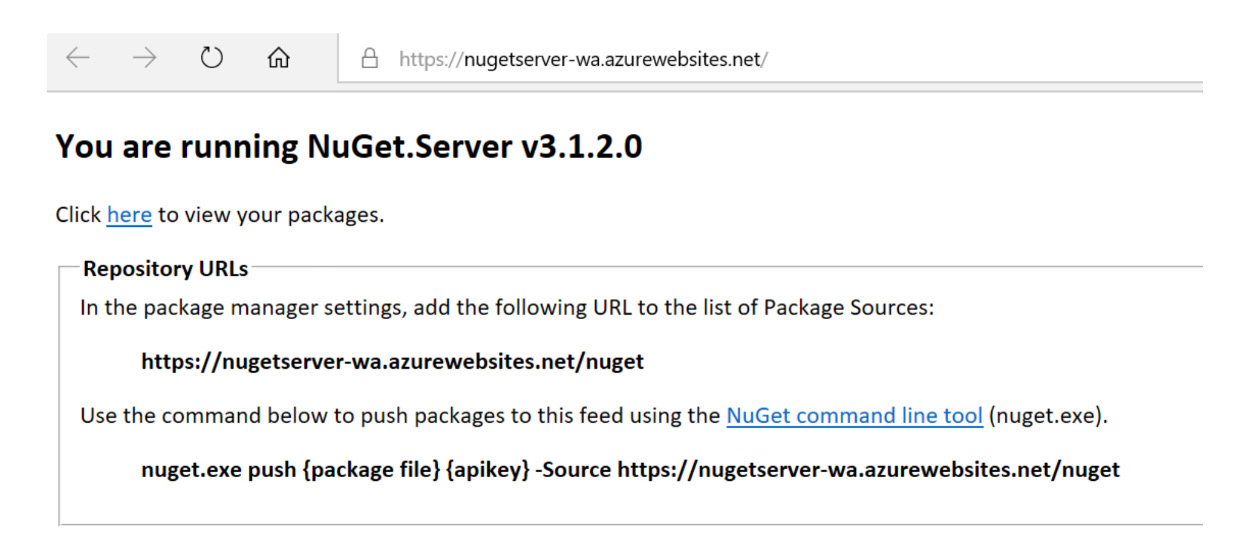 https://nugetserver-wa.azurewebsites.net/
You are running NuGet.Server v3.1.2.0
Click here to view your packages.
Repository URLs
In the package manager settings, add the following URL to the list of Package Sources:
https://nugetserver-wa.azurewebsites.net/nuget
Use the command below to push packages to this feed using the NuGet command line tool (nuget.exe).
nuget.exe push {package file} {apikey} -Source https://nugetserver-wa.azurewebsites.net/nuget